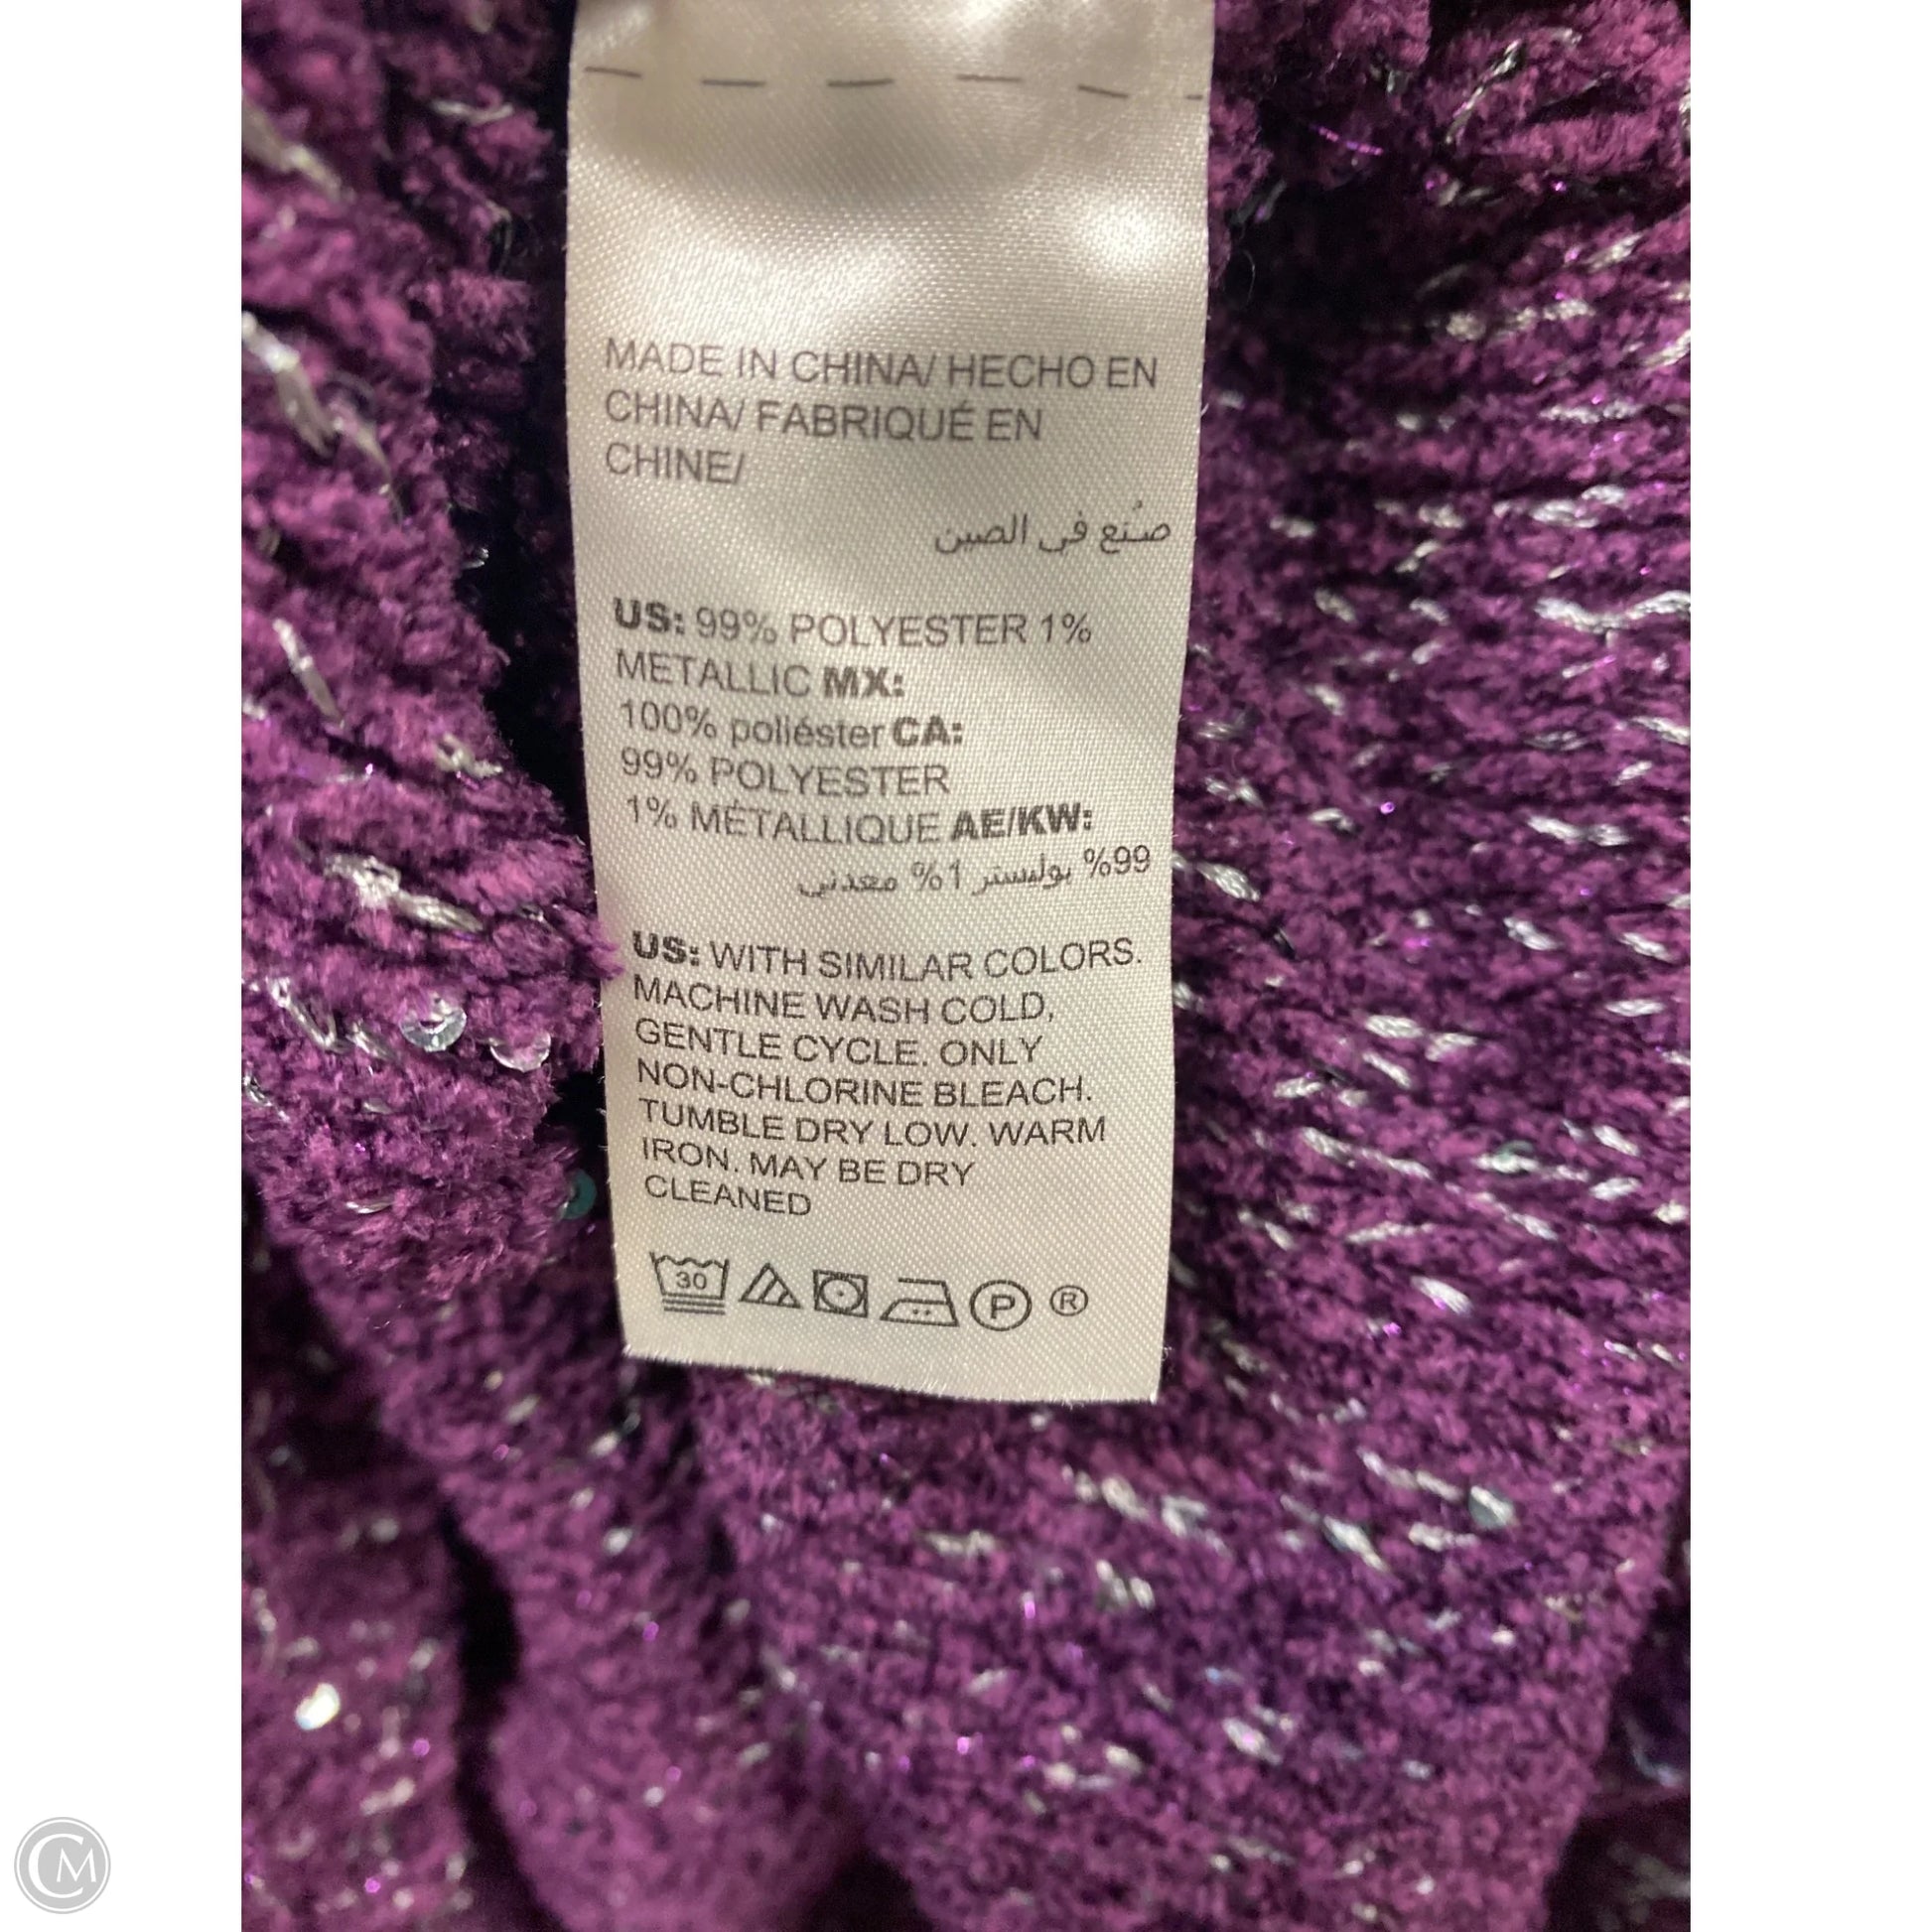 MADE IN CHINA/ HECHO EN
CHINA/ FABRIQUÉ EN
CHINE/
صُنع في الصين
US: 99% POLYESTER 1%
METALLIC MX:
100% poliéster CA:
99% POLYESTER
1% MÉTALLIQUE AE/KW:
99% بوليستر 1% معدني
US: WITH SIMILAR COLORS.
MACHINE WASH COLD,
GENTLE CYCLE. ONLY
NON-CHLORINE BLEACH.
TUMBLE DRY LOW. WARM
IRON. MAY BE DRY
CLEANED
30 P ®
CM